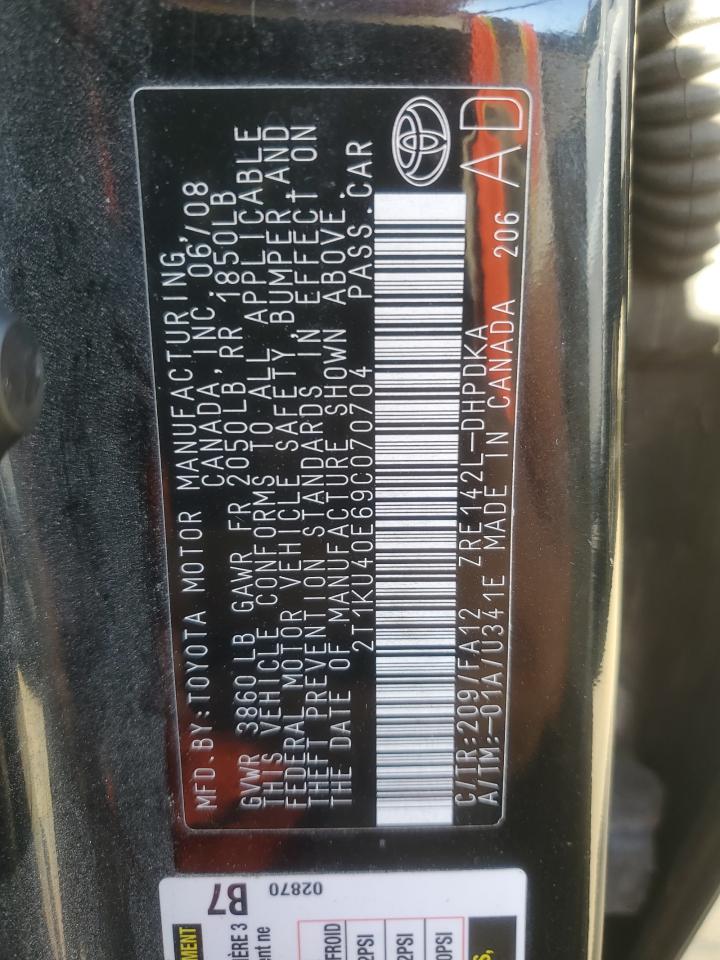 MFD.BY:TOYOTA MOTOR MANUFACTURING,
CANADA, INC. 06/08
GVWR 3860 LB GAWR FR 2050LB,RR 1850LB
THIS VEHICLE CONFORMS TO ALL APPLICABLE
FEDERAL MOTOR VEHICLE SAFETY, BUMPER, AND
THEFT PREVENTION STANDARDS IN EFFECT ON
THE DATE OF MANUFACTURE SHOWN ABOVE.
2T1KU40E69C070704 PASS.CAR
C/TR:209/FA12 ZRE142L-DHPDKA
A/TM:-01A/U341E MADE IN CANADA 206
AD
B7
02870